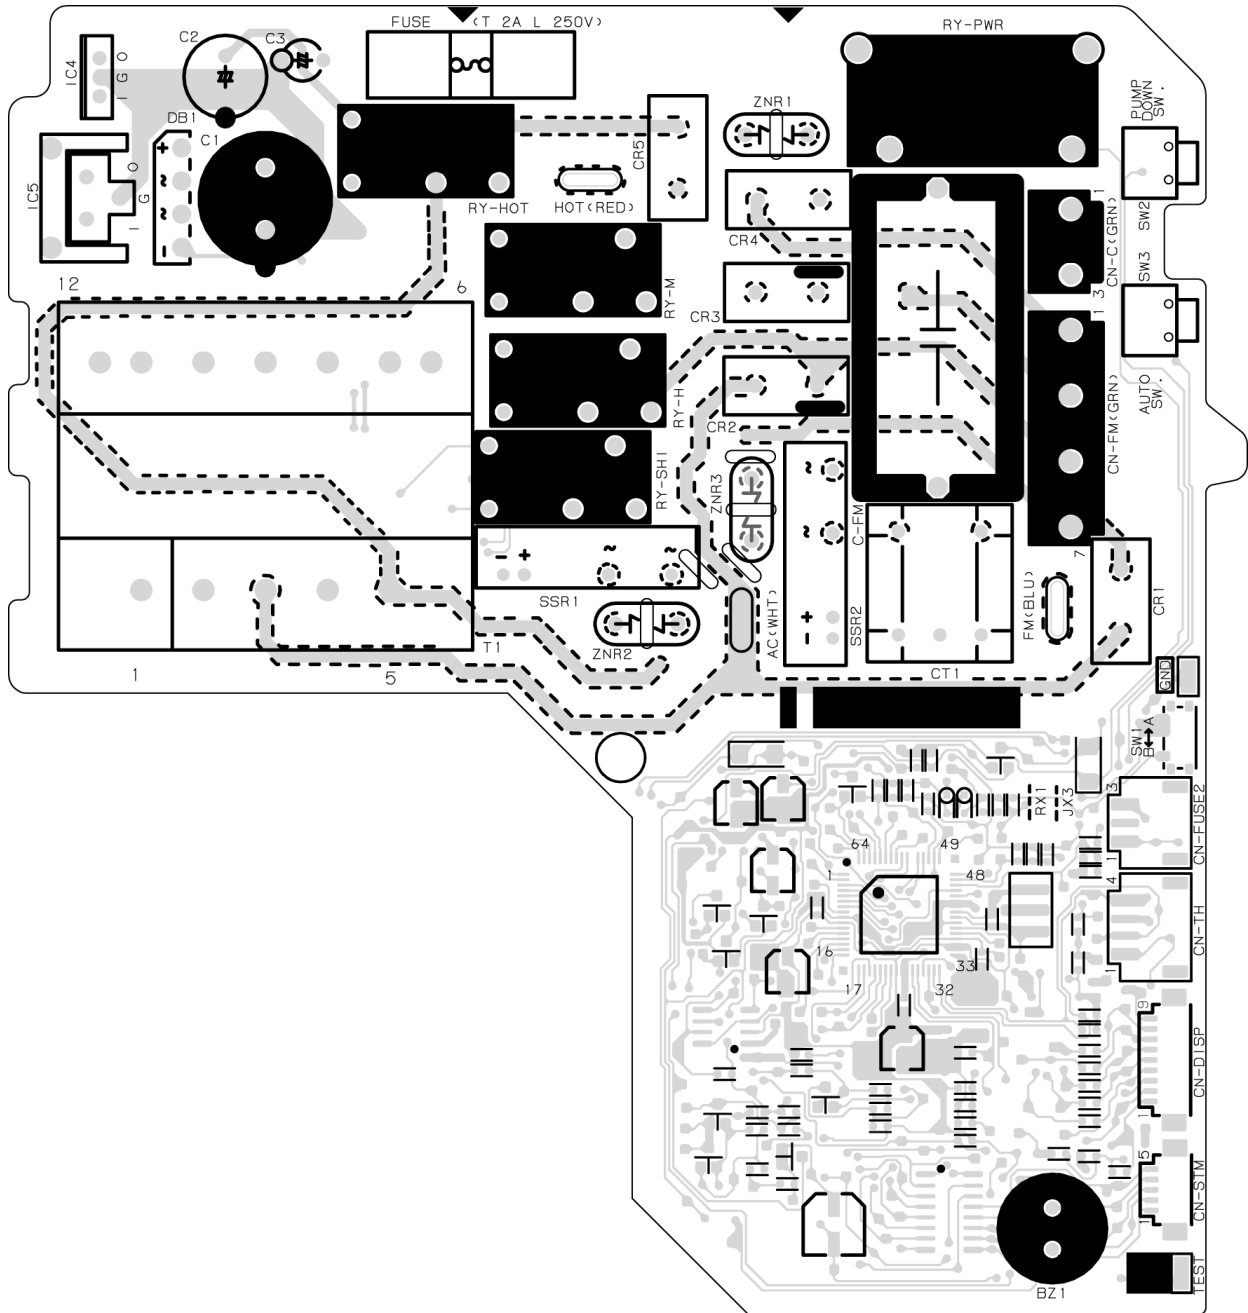 FUSE (T 2A L 250V)
RY-PWR
C2
C3
IC4
I G O
DB1
C1
+
~
~
-
IC5
I G O
ZNR1
PUMP
DOWN
SW.
CR5
RY-HOT
HOT(RED)
CR4
SW2
1
CN-C(GRN)
3
SW3
12
6
RY-M
CR3
1
CN-FM(GRN)
7
AUTO
SW.
RY-H
CR2
RY-SH1
ZNR3
~
~
C-FM
- +
~
~
SSR1
AC(WHT)
+
-
SSR2
FM(BLU)
CR1
ZNR2
T1
1
5
CT1
GND
SW1
B↔A
RX1
JX3
3
CN-FUSE2
1
64
49
1
48
4
CN-TH
1
16
33
17
32
9
CN-DISP
1
5
CN-STM
1
BZ1
TEST